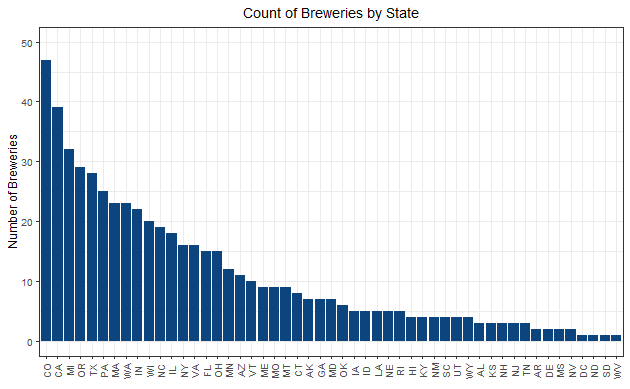 Count of Breweries by State
Number of Breweries
50
40
30
20
10
0
CO CA MI OR TX PA MA WA IN WI NC IL NY VA FL OH MN AZ VT ME MO MT CT AK GA MD OK IA ID LA NE RI HI KY NM SC UT WY AL KS NH NJ TN AR DE MS NV DC ND SD WV